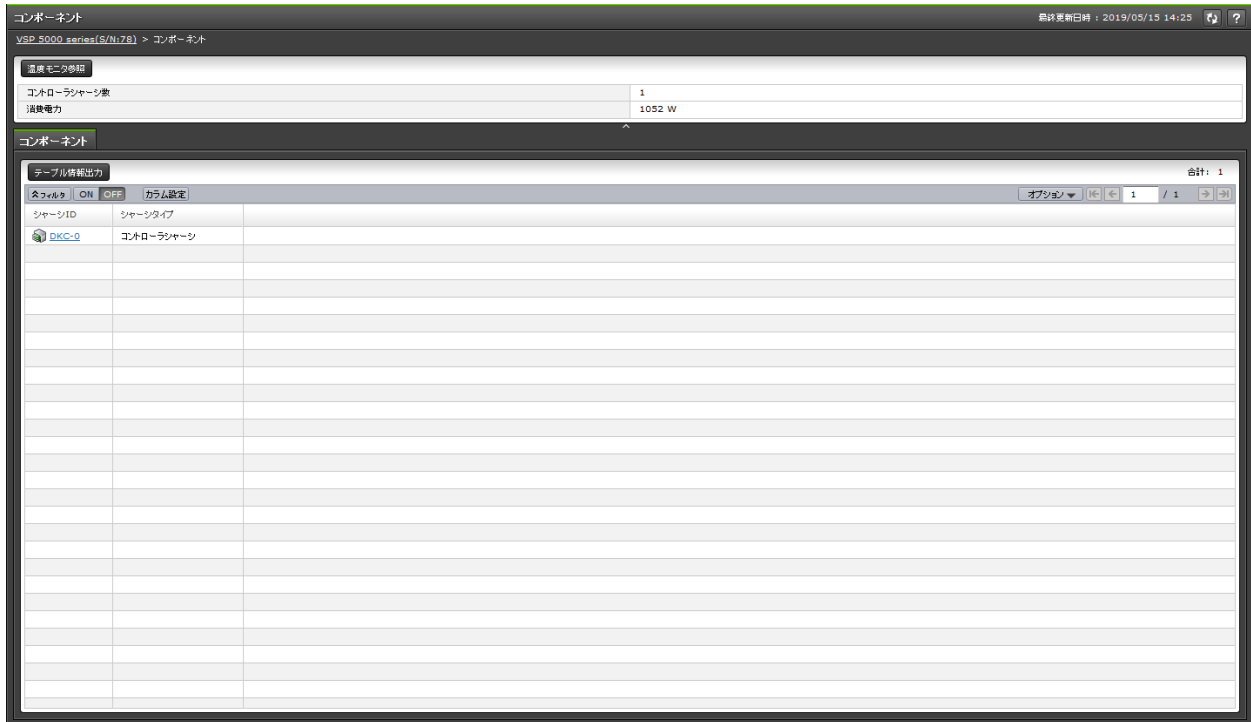 コンポーネント
最終更新日時 : 2019/05/15 14:25
?
VSP 5000 series(S/N:78) > コンポーネント
温度モニタ参照
コントローラシャーシ数 1
消費電力 1052 W
コンポーネント
テーブル情報出力
合計: 1
フィルタ ON OFF カラム設定
オプション 1 / 1
シャーシID シャーシタイプ
DKC-0 コントローラシャーシ